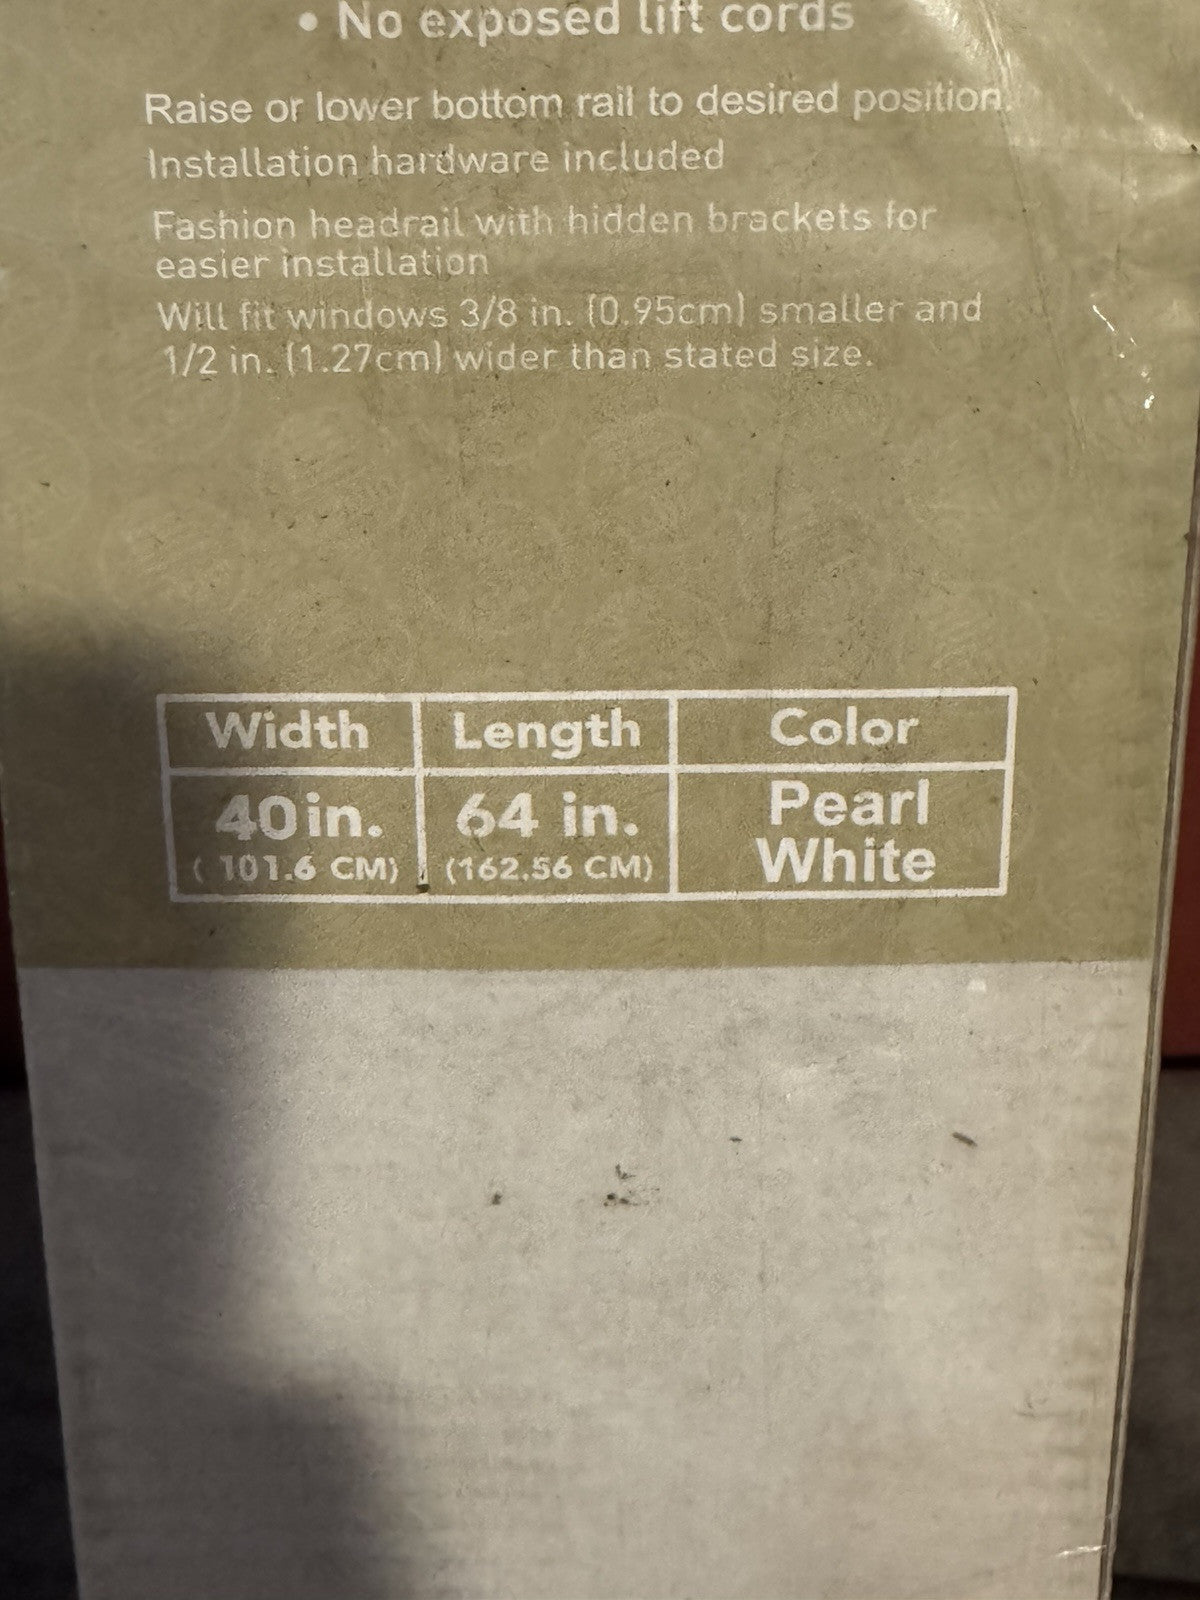 • No exposed lift cords
Raise or lower bottom rail to desired position.
Installation hardware included
Fashion headrail with hidden brackets for
easier installation
Will fit windows 3/8 in. (0.95cm) smaller and
1/2 in. (1.27cm) wider than stated size.
Width Length Color
40 in. 64 in. Pearl
White
( 101.6 CM) (162.56 CM)